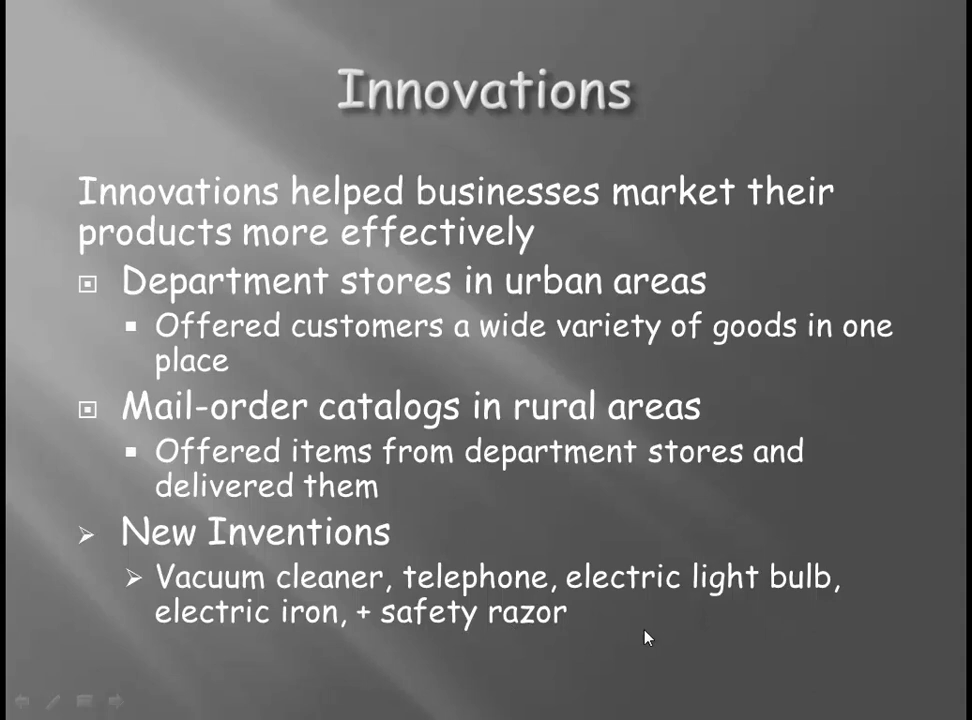 Innovations
Innovations helped businesses market their
products more effectively
Department stores in urban areas
Offered customers a wide variety of goods in one
place
Mail-order catalogs in rural areas
Offered items from department stores and
delivered them
New Inventions
Vacuum cleaner, telephone, electric light bulb,
electric iron, + safety razor